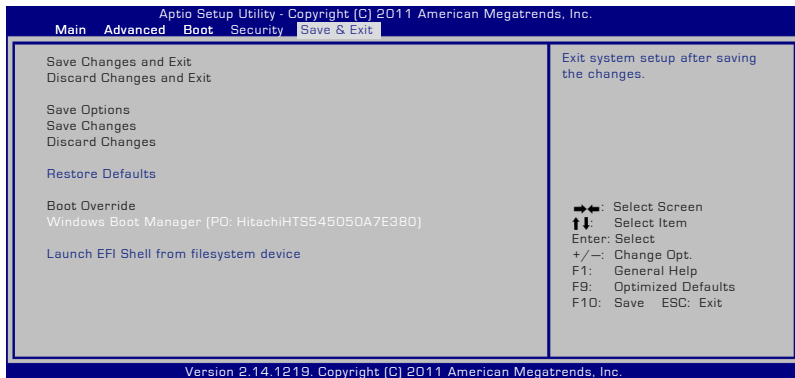 Aptio Setup Utility - Copyright (C) 2011 American Megatrends, Inc.
Main Advanced Boot Security Save & Exit
Save Changes and Exit
Discard Changes and Exit
Save Options
Save Changes
Discard Changes
Restore Defaults
Boot Override
Windows Boot Manager (PO: HitachiHTS545050A7E380)
Launch EFI Shell from filesystem device
Exit system setup after saving
the changes.
→←: Select Screen
↑↓: Select Item
Enter: Select
+/—: Change Opt.
F1: General Help
F9: Optimized Defaults
F10: Save ESC: Exit
Version 2.14.1219. Copyright (C) 2011 American Megatrends, Inc.